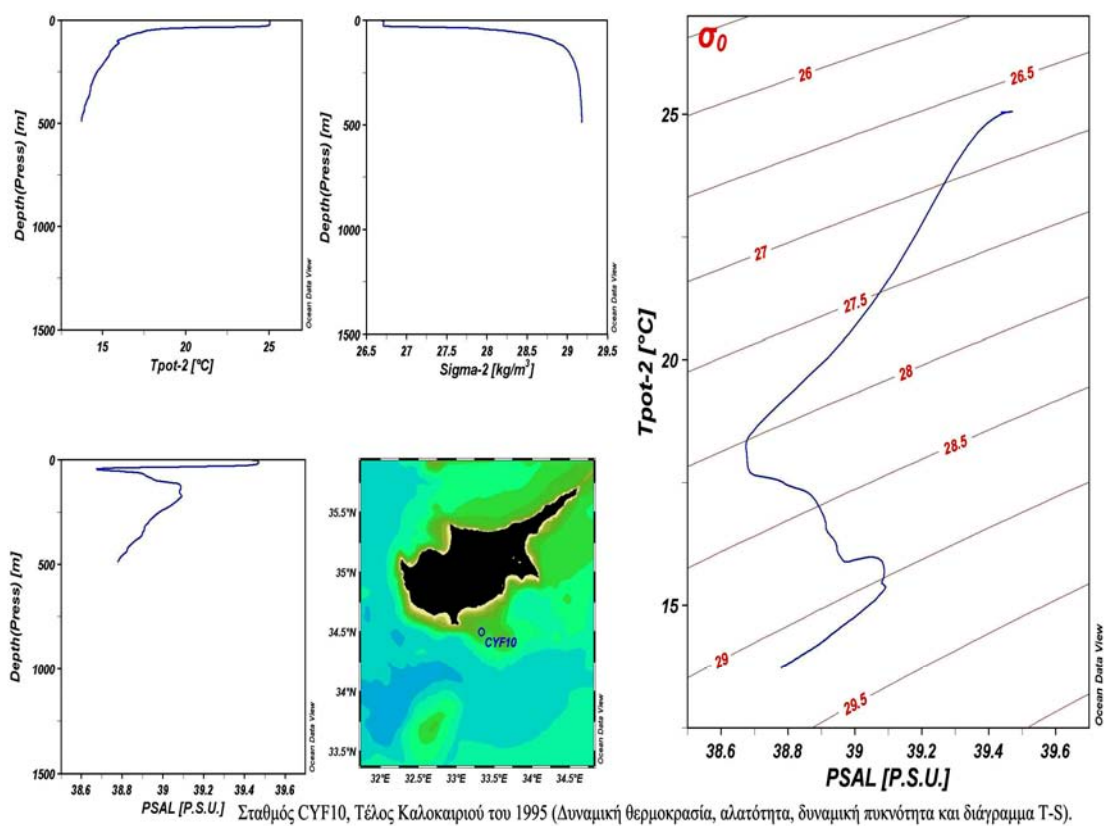 0
500
1000
1500
Depth(Press) [m]
15
20
25
Tpot-2 [°C]
Ocean Data View
0
500
1000
1500
Depth(Press) [m]
26.5
27
27.5
28
28.5
29
29.5
Sigma-2 [kg/m³]
Ocean Data View
σ₀
26
26.5
27
27.5
28
28.5
29
29.5
25
20
15
Tpot-2 [°C]
38.6
38.8
39
39.2
39.4
39.6
PSAL [P.S.U.]
Ocean Data View
0
500
1000
1500
Depth(Press) [m]
38.6
38.8
39
39.2
39.4
39.6
PSAL [P.S.U.]
Ocean Data View
35.5°N
35°N
34.5°N
34°N
33.5°N
32°E
32.5°E
33°E
33.5°E
34°E
34.5°E
CYF10
Ocean Data View
Σταθμός CYF10, Τέλος Καλοκαιριού του 1995 (Δυναμική θερμοκρασία, αλατότητα, δυναμική πυκνότητα και διάγραμμα T-S).